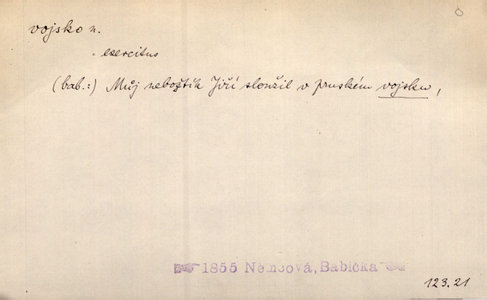 vojsko n.
exercitus
(bab.:) Můj nebožtík Jiří sloužil v pruském vojsku,
☛ 1855 Němcová, Babička ☚
123.21